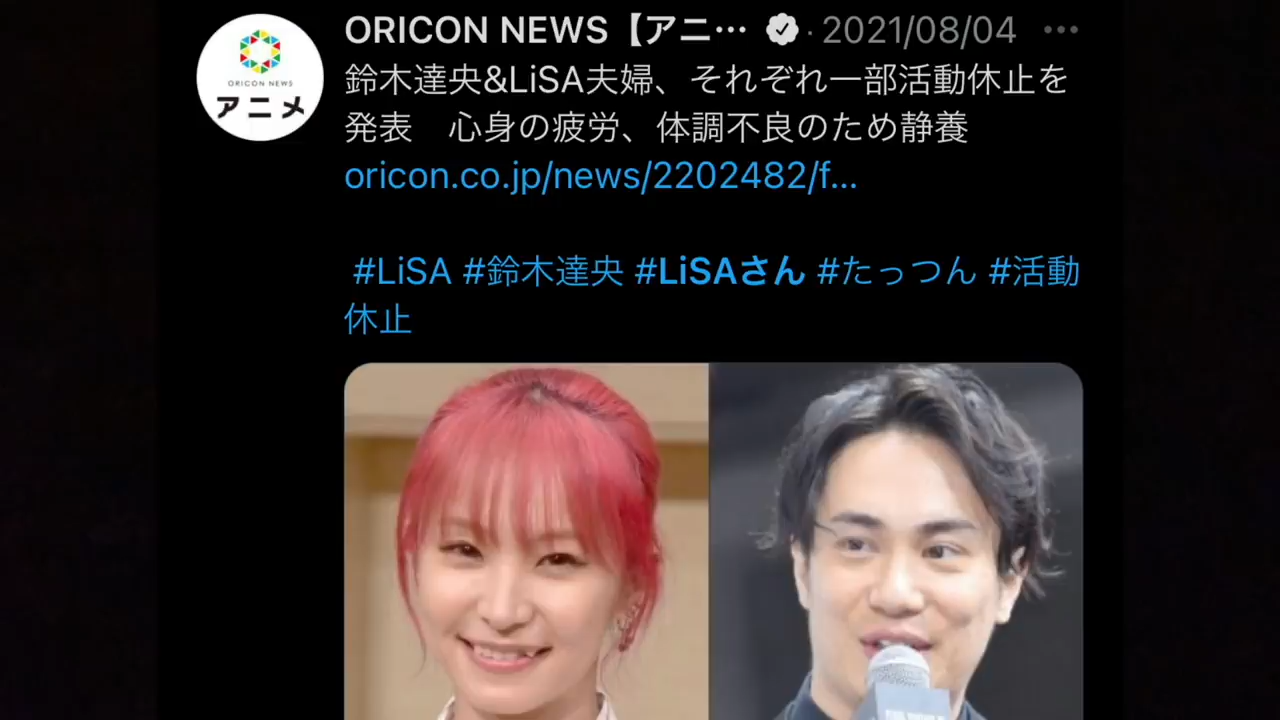 ORICON NEWS【アニ… · 2021/08/04 …
ORICON NEWS
アニメ
鈴木達央&LiSA夫婦、それぞれ一部活動休止を
発表　心身の疲労、体調不良のため静養
oricon.co.jp/news/2202482/f...
#LiSA #鈴木達央 #LiSAさん #たっつん #活動
休止